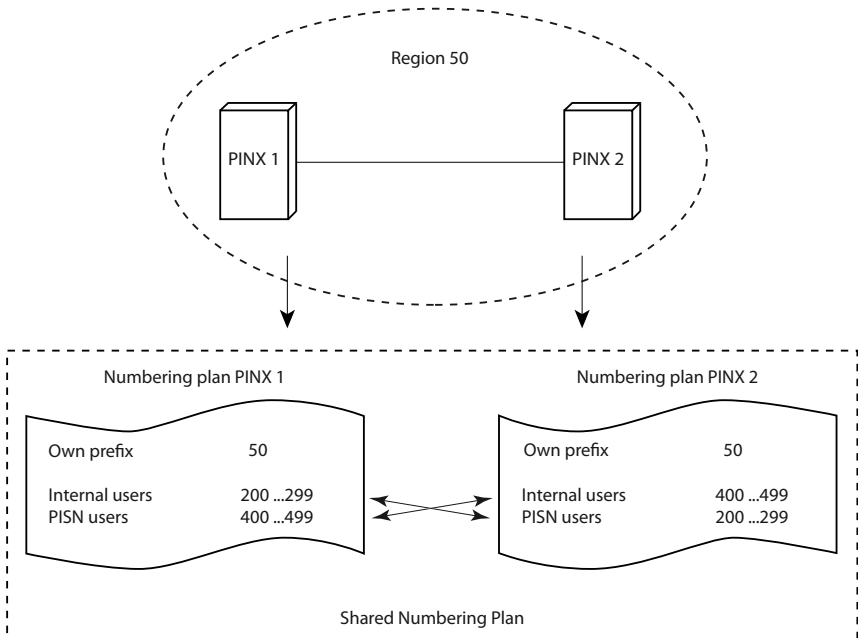 Region 50
PINX 1
PINX 2
Numbering plan PINX 1
Own prefix 50
Internal users 200 ...299
PISN users 400 ...499
Numbering plan PINX 2
Own prefix 50
Internal users 400 ...499
PISN users 200 ...299
Shared Numbering Plan